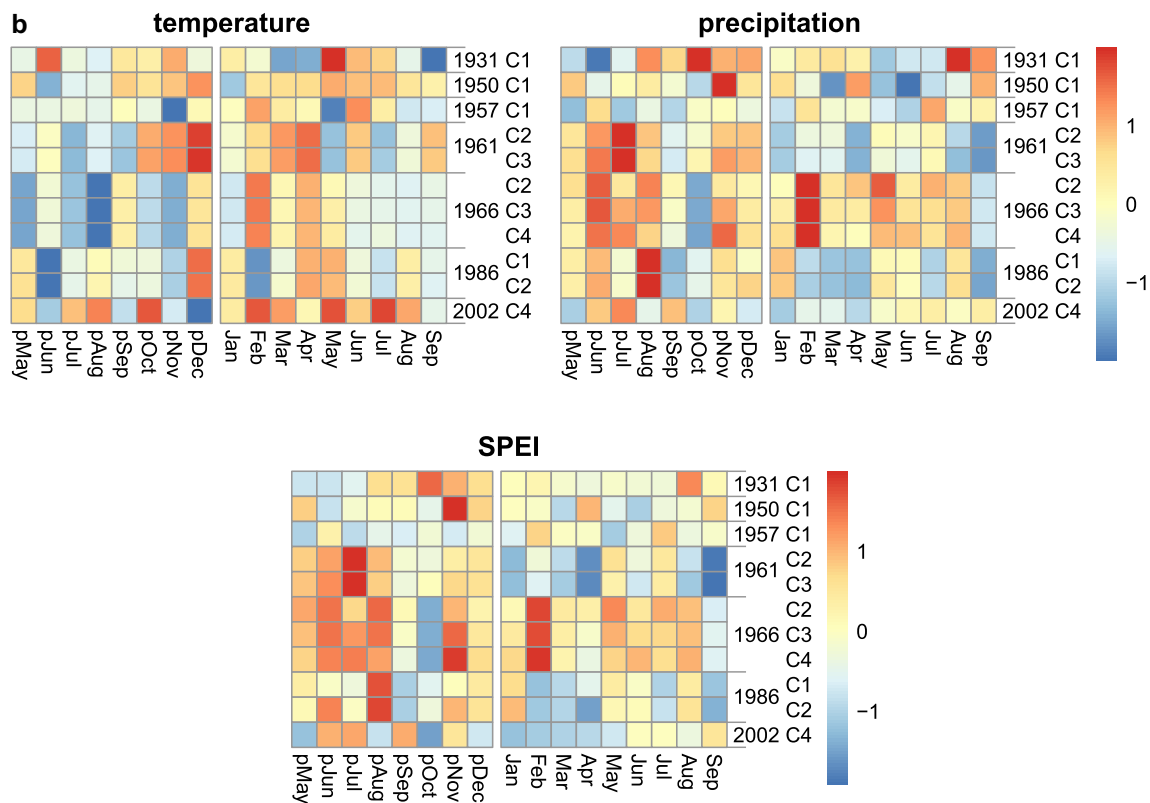 b
temperature
precipitation
1931 C1
1950 C1
1957 C1
C2
1961
C3
C2
1966 C3
C4
C1
1986
C2
2002 C4
pMay pJun pJul pAug pSep pOct pNov pDec Jan Feb Mar Apr May Jun Jul Aug Sep
1931 C1
1950 C1
1957 C1
C2
1961
C3
C2
1966 C3
C4
C1
1986
C2
2002 C4
pMay pJun pJul pAug pSep pOct pNov pDec Jan Feb Mar Apr May Jun Jul Aug Sep
1
0
−1
SPEI
1931 C1
1950 C1
1957 C1
C2
1961
C3
C2
1966 C3
C4
C1
1986
C2
2002 C4
pMay pJun pJul pAug pSep pOct pNov pDec Jan Feb Mar Apr May Jun Jul Aug Sep
1
0
−1